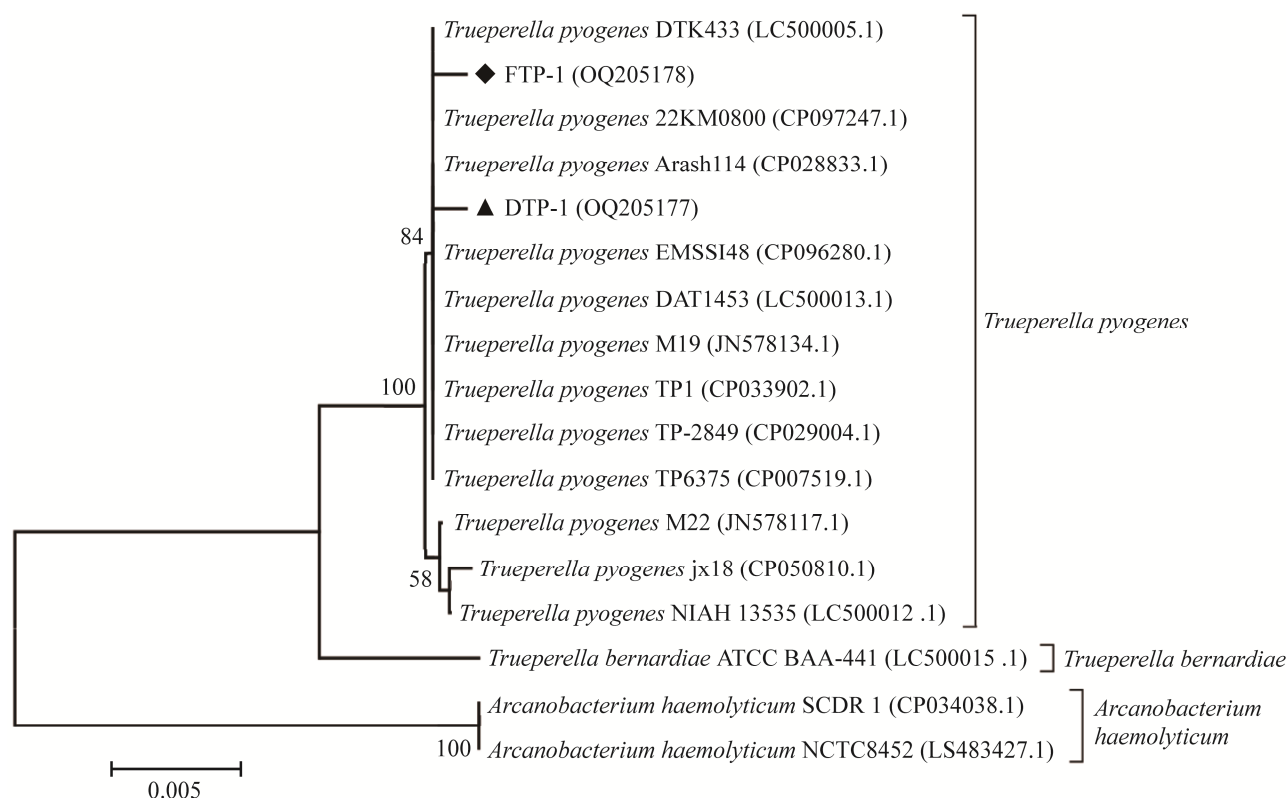 Trueperella pyogenes DTK433 (LC500005.1)
FTP-1 (OQ205178)
Trueperella pyogenes 22KM0800 (CP097247.1)
Trueperella pyogenes Arash114 (CP028833.1)
DTP-1 (OQ205177)
84
Trueperella pyogenes EMSSI48 (CP096280.1)
Trueperella pyogenes DAT1453 (LC500013.1)
Trueperella pyogenes
Trueperella pyogenes M19 (JN578134.1)
100
Trueperella pyogenes TP1 (CP033902.1)
Trueperella pyogenes TP-2849 (CP029004.1)
Trueperella pyogenes TP6375 (CP007519.1)
Trueperella pyogenes M22 (JN578117.1)
58
Trueperella pyogenes jx18 (CP050810.1)
Trueperella pyogenes NIAH 13535 (LC500012 .1)
Trueperella bernardiae ATCC BAA-441 (LC500015 .1)
Trueperella bernardiae
Arcanobacterium haemolyticum SCDR 1 (CP034038.1)
Arcanobacterium
haemolyticum
100
Arcanobacterium haemolyticum NCTC8452 (LS483427.1)
0.005